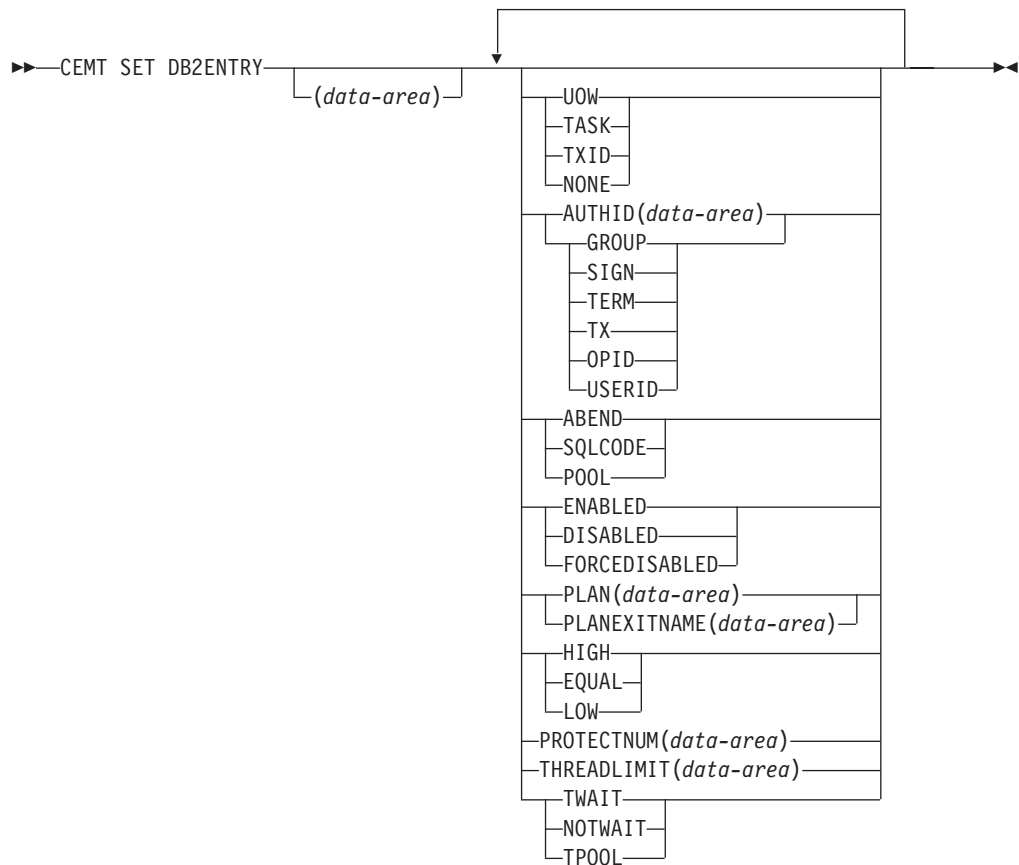 CEMT SET DB2ENTRY
(data-area)
UOW
TASK
TXID
NONE
AUTHID(data-area)
GROUP
SIGN
TERM
TX
OPID
USERID
ABEND
SQLCODE
POOL
ENABLED
DISABLED
FORCEDISABLED
PLAN(data-area)
PLANEXITNAME(data-area)
HIGH
EQUAL
LOW
PROTECTNUM(data-area)
THREADLIMIT(data-area)
TWAIT
NOTWAIT
TPOOL